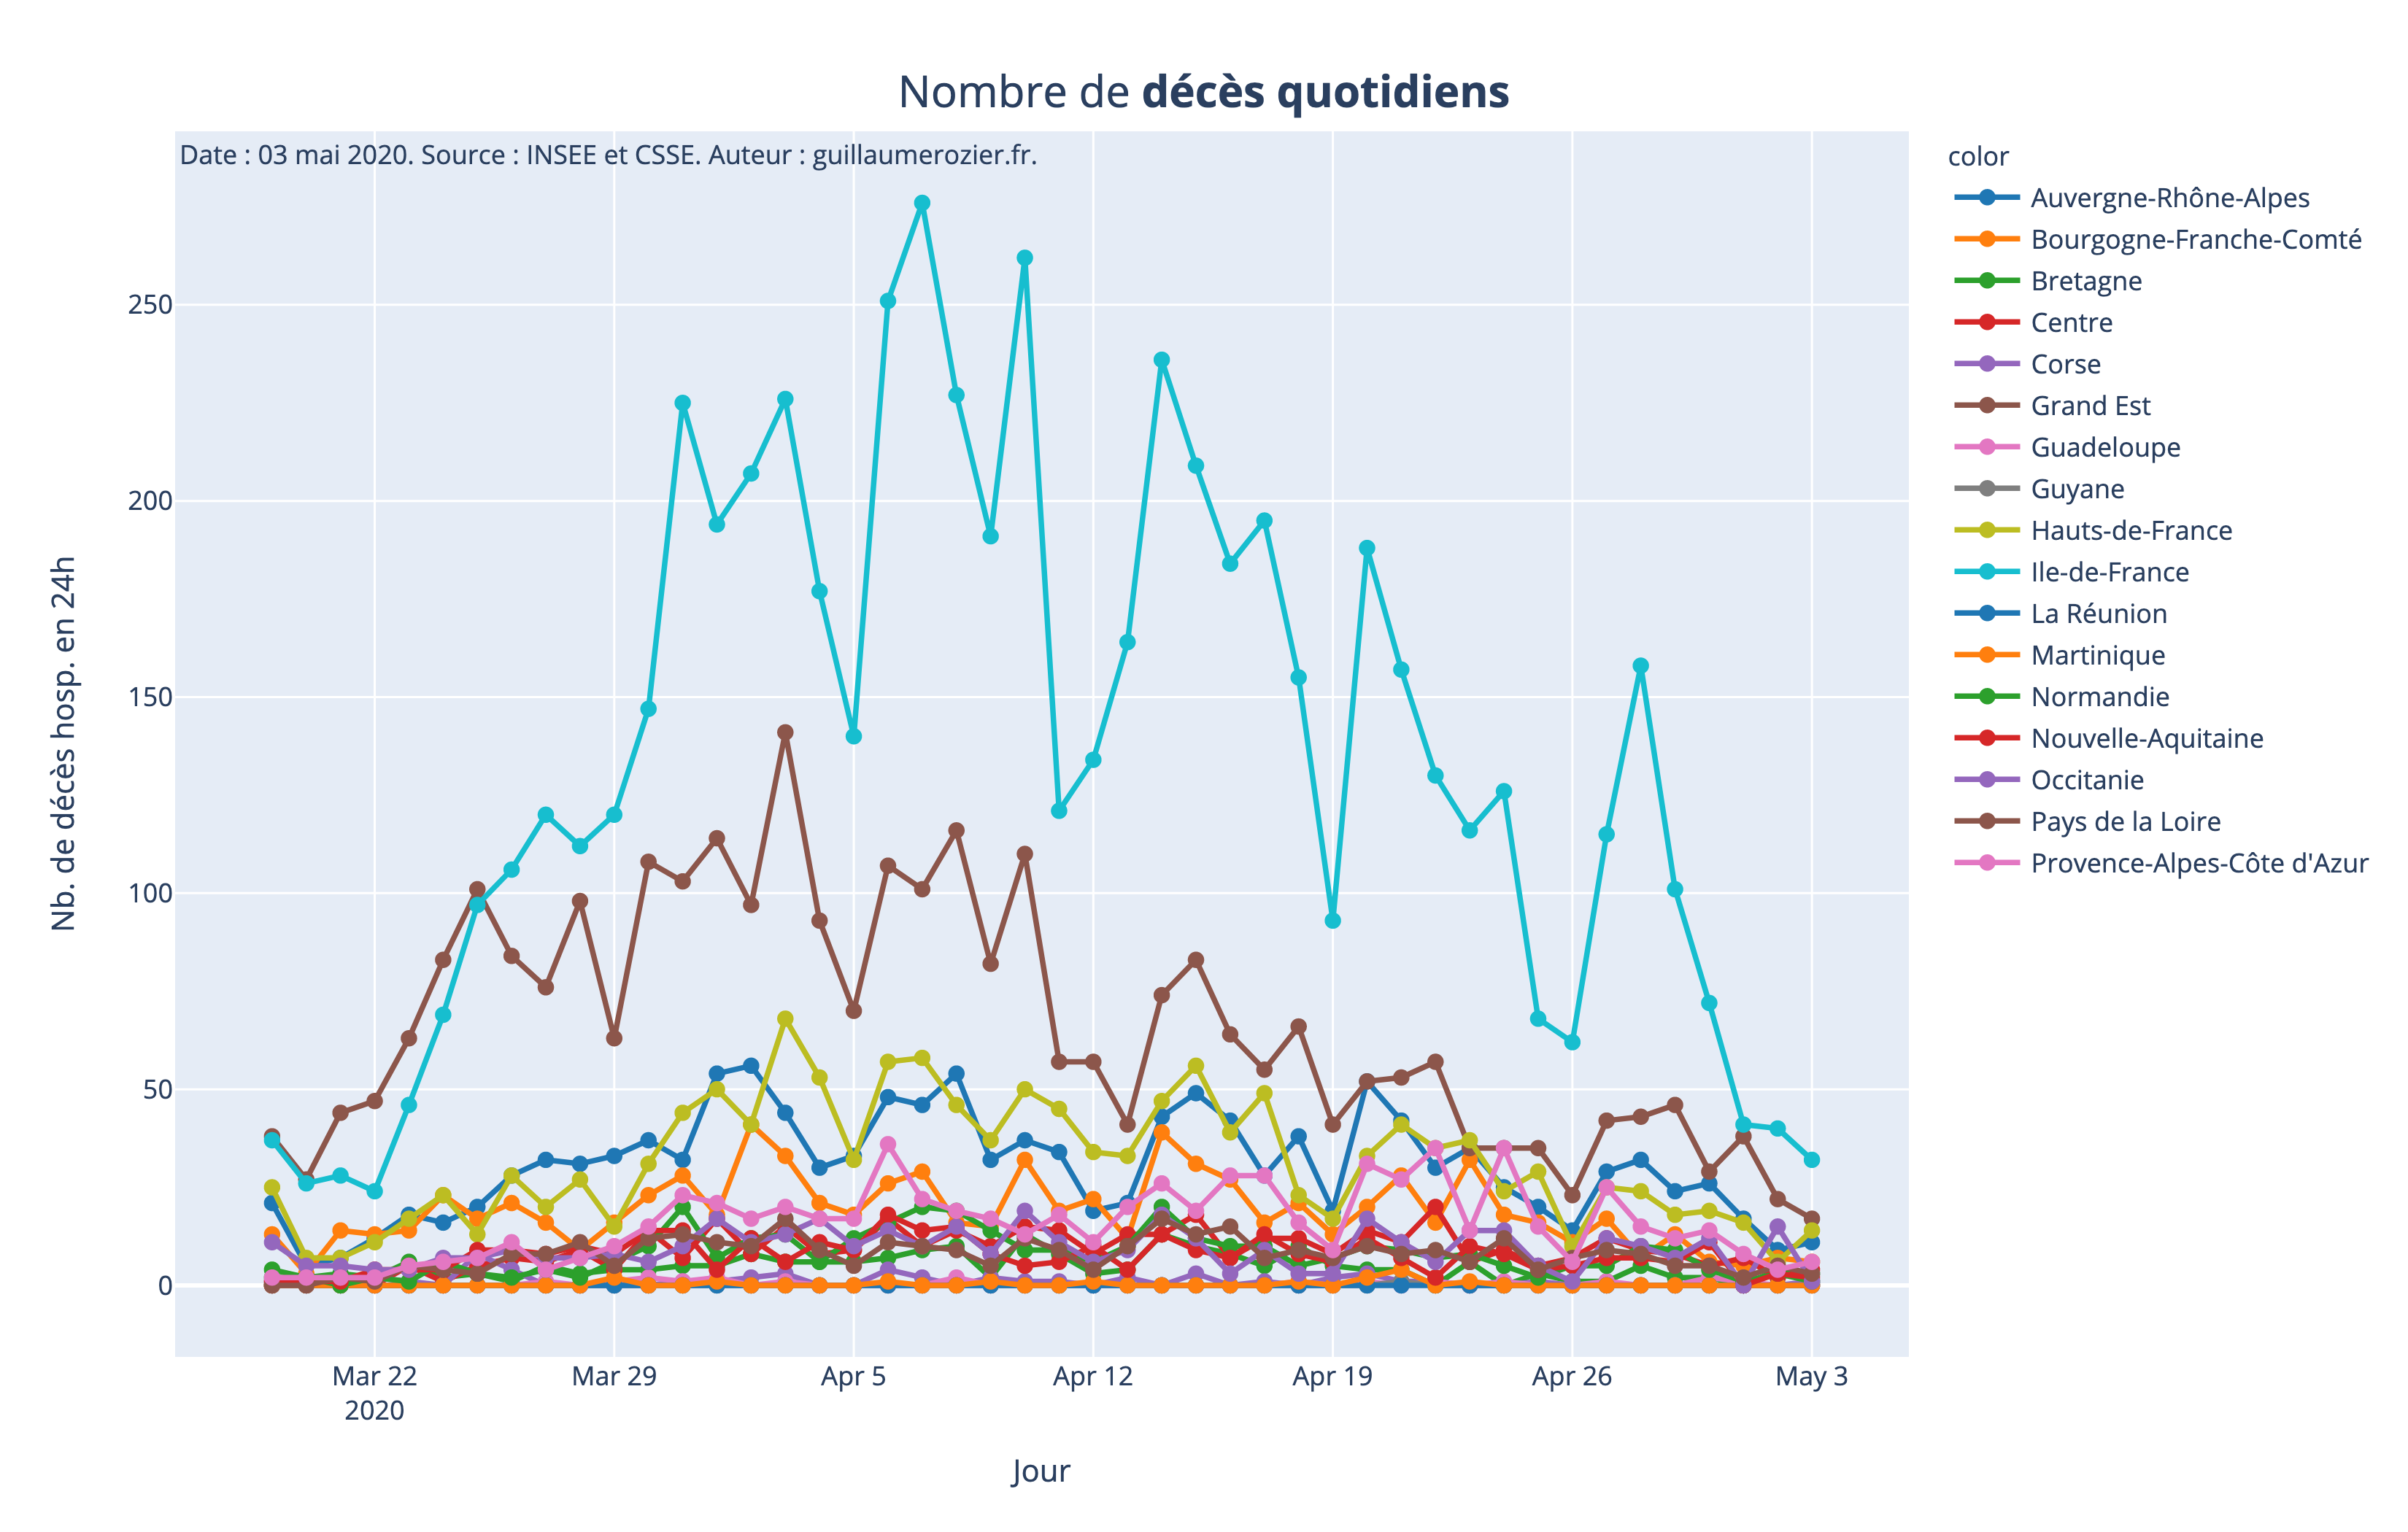 Nombre de décès quotidiens
Date : 03 mai 2020. Source : INSEE et CSSE. Auteur : guillaumerozier.fr.
color
Auvergne-Rhône-Alpes
Bourgogne-Franche-Comté
Bretagne
Centre
Corse
Grand Est
Guadeloupe
Guyane
Hauts-de-France
Ile-de-France
La Réunion
Martinique
Normandie
Nouvelle-Aquitaine
Occitanie
Pays de la Loire
Provence-Alpes-Côte d'Azur
Nb. de décès hosp. en 24h
250
200
150
100
50
0
Mar 22 Mar 29 Apr 5 Apr 12 Apr 19 Apr 26 May 3
2020
Jour